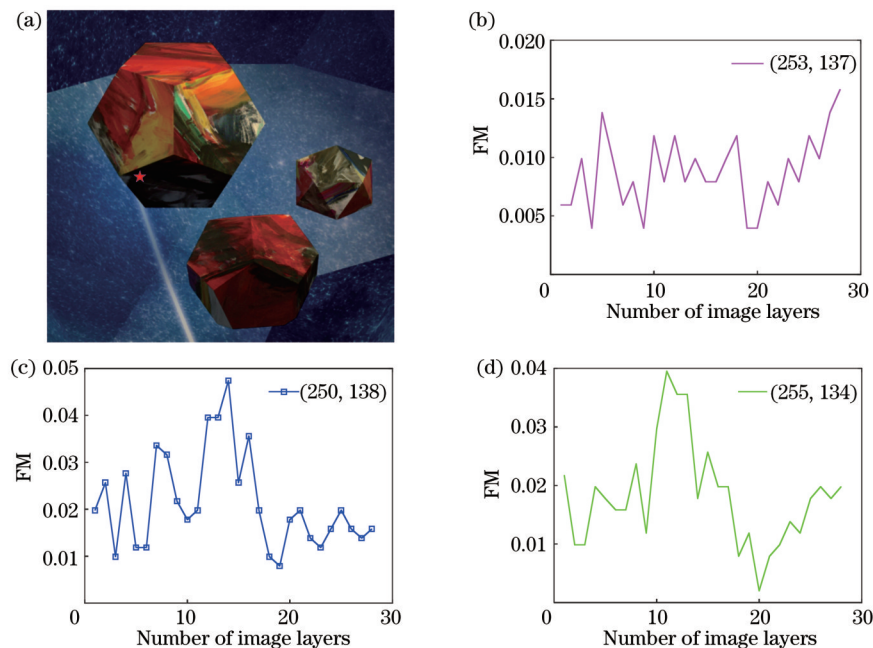 (a)
(b)
0.020
0.015
0.010
0.005
0
10
20
30
FM
Number of image layers
(253, 137)
(c)
0.05
0.04
0.03
0.02
0.01
0
10
20
30
FM
Number of image layers
(250, 138)
(d)
0.04
0.03
0.02
0.01
0
10
20
30
FM
Number of image layers
(255, 134)